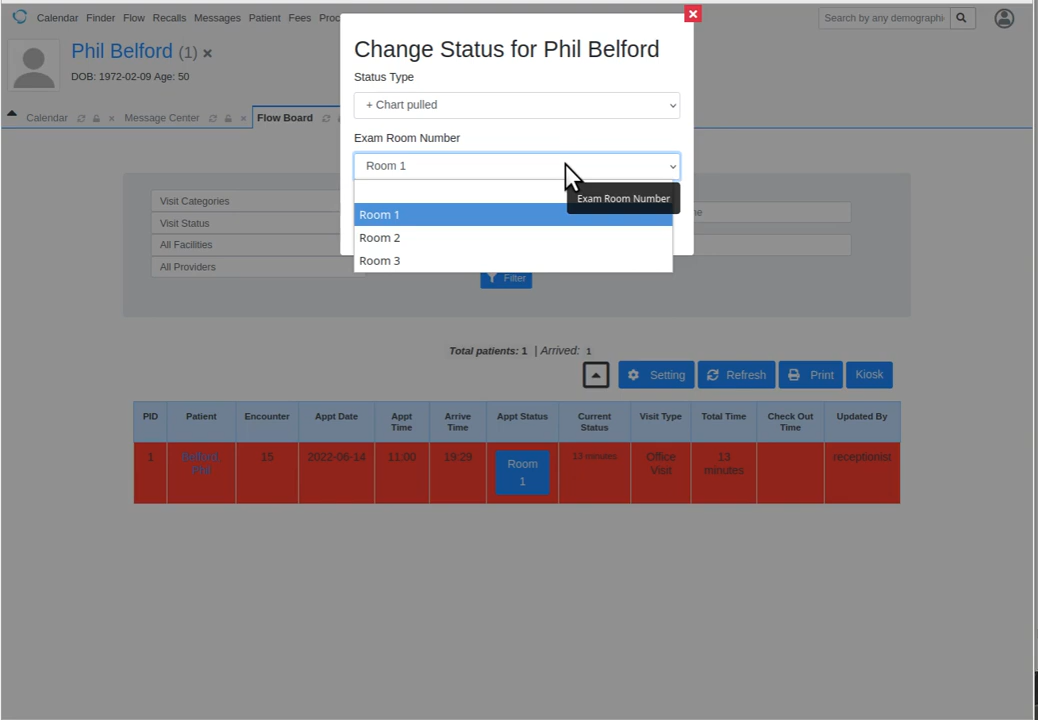 Calendar Finder Flow Recalls Messages Patient Fees Proc
Search by any demographi
Phil Belford (1)
DOB: 1972-02-09 Age: 50
Calendar Message Center Flow Board
Change Status for Phil Belford
Status Type
+ Chart pulled
Exam Room Number
Room 1
Exam Room Number
Room 1
Room 2
Room 3
Visit Categories
Visit Status
All Facilities
All Providers
Filter
Total patients: 1 | Arrived: 1
Setting Refresh Print Kiosk
PID Patient Encounter Appt Date Appt Time Arrive Time Appt Status Current Status Visit Type Total Time Check Out Time Updated By
1 Belford, Phil 15 2022-06-14 11:00 19:29 Room 1 13 minutes Office Visit 13 minutes receptionist